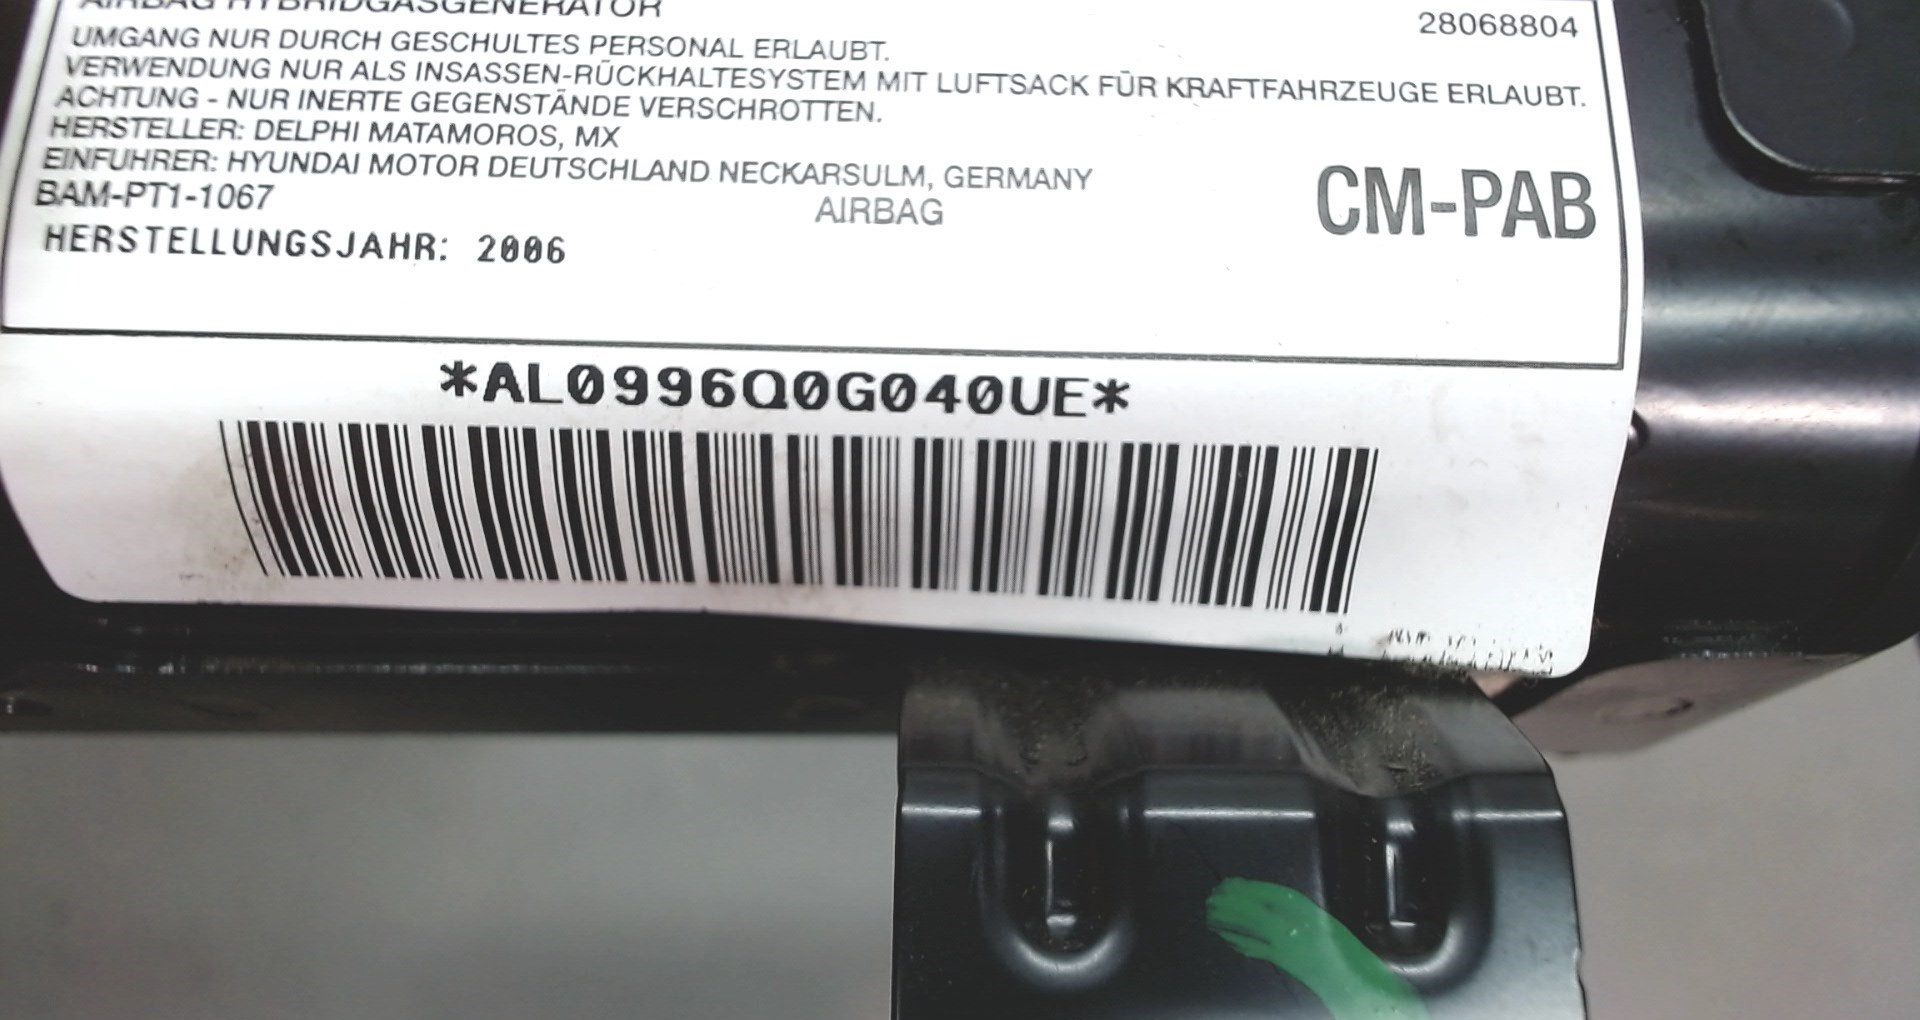 AIRBAG HYBRIDGASGENERATOR
28068804
UMGANG NUR DURCH GESCHULTES PERSONAL ERLAUBT.
VERWENDUNG NUR ALS INSASSEN-RÜCKHALTESYSTEM MIT LUFTSACK FÜR KRAFTFAHRZEUGE ERLAUBT.
ACHTUNG - NUR INERTE GEGENSTÄNDE VERSCHROTTEN.
HERSTELLER: DELPHI MATAMOROS, MX
EINFUHRER: HYUNDAI MOTOR DEUTSCHLAND NECKARSULM, GERMANY
BAM-PT1-1067
AIRBAG
CM-PAB
HERSTELLUNGSJAHR: 2006
*AL0996Q0G040UE*